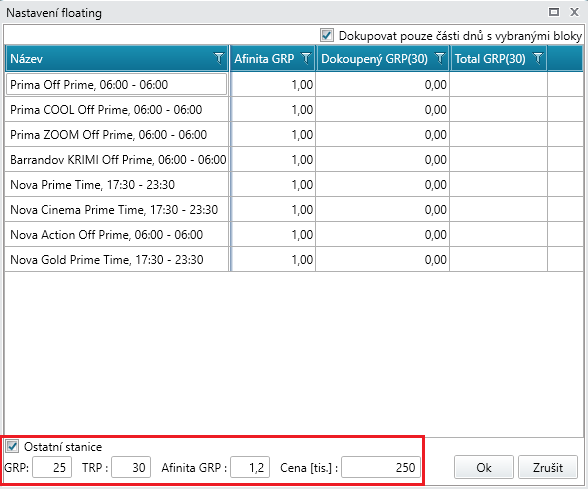 Nastavení floating
Dokupovat pouze části dnů s vybranými bloky
Název Afinita GRP Dokoupený GRP(30) Total GRP(30)
Prima Off Prime, 06:00 - 06:00 1,00 0,00
Prima COOL Off Prime, 06:00 - 06:00 1,00 0,00
Prima ZOOM Off Prime, 06:00 - 06:00 1,00 0,00
Barrandov KRIMI Off Prime, 06:00 - 06:00 1,00 0,00
Nova Prime Time, 17:30 - 23:30 1,00 0,00
Nova Cinema Prime Time, 17:30 - 23:30 1,00 0,00
Nova Action Off Prime, 06:00 - 06:00 1,00 0,00
Nova Gold Prime Time, 17:30 - 23:30 1,00 0,00
Ostatní stanice
GRP: 25 TRP : 30 Afinita GRP : 1,2 Cena [tis.] : 250 Ok Zrušit